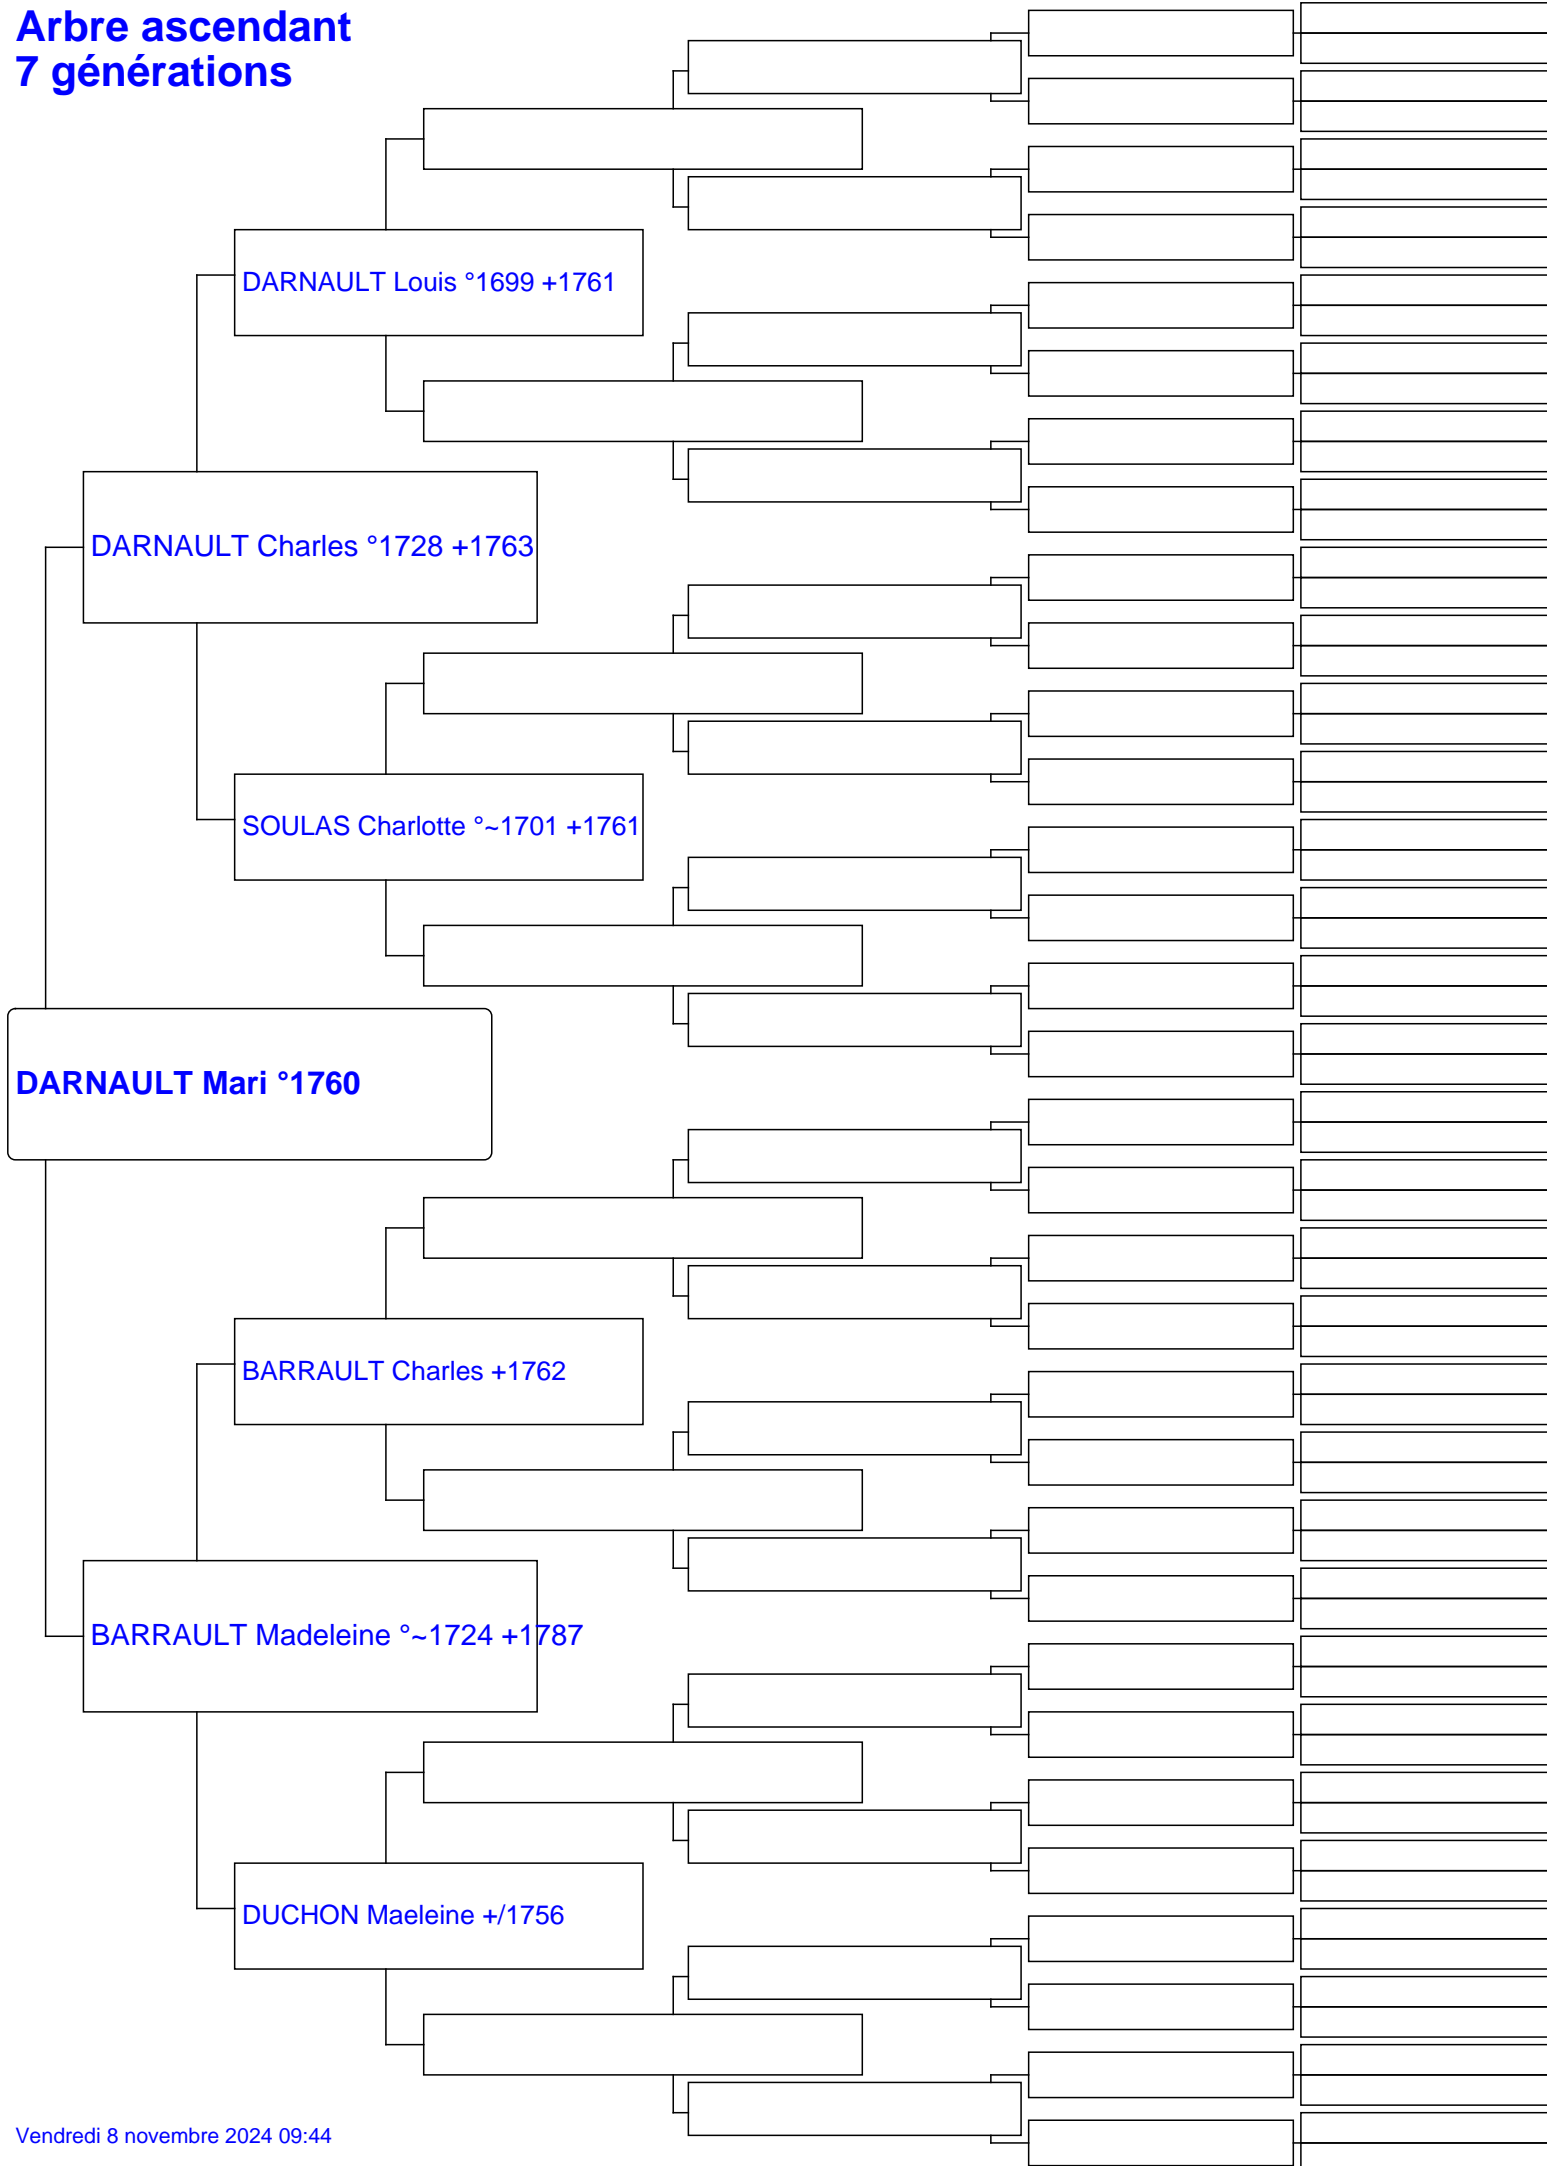 Arbre ascendant
7 générations
DARNAULT Louis °1699 +1761
DARNAULT Charles °1728 +1763
SOULAS Charlotte °~1701 +1761
DARNAULT Mari °1760
BARRAULT Charles +1762
BARRAULT Madeleine °~1724 +1787
DUCHON Maeleine +/1756
Vendredi 8 novembre 2024 09:44